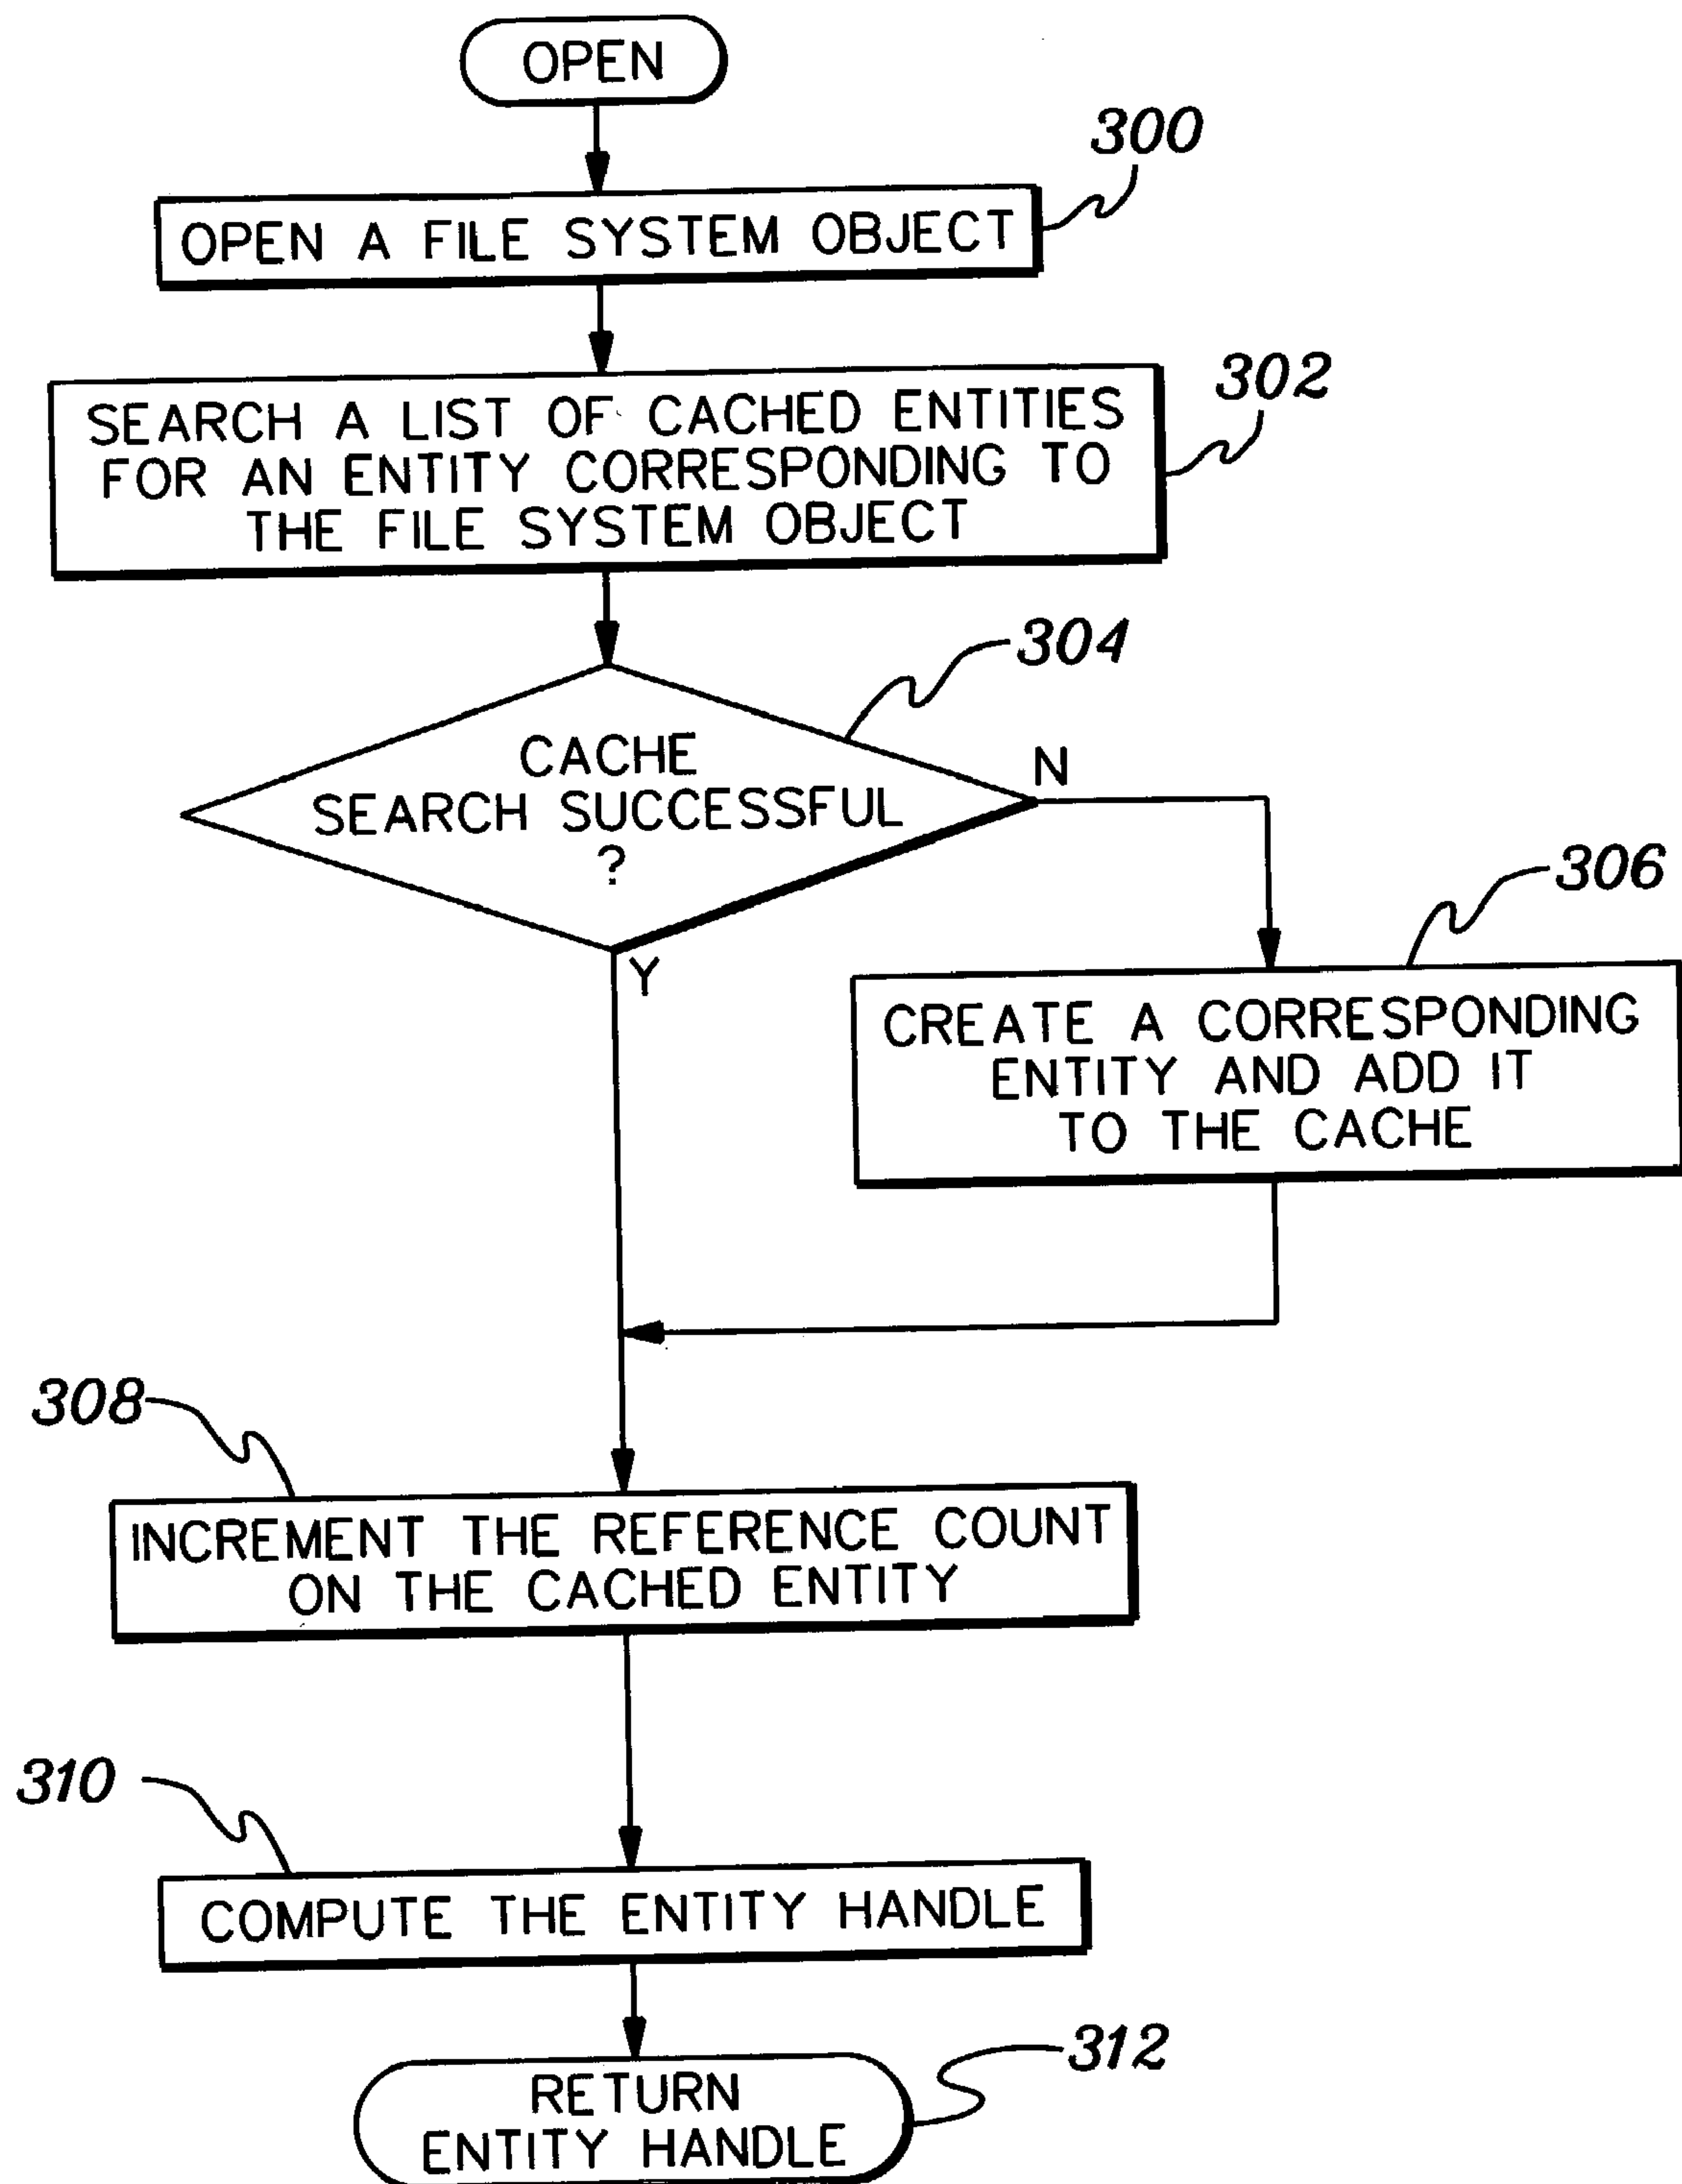 OPEN
300
OPEN A FILE SYSTEM OBJECT
302
SEARCH A LIST OF CACHED ENTITIES
FOR AN ENTITY CORRESPONDING TO
THE FILE SYSTEM OBJECT
304
CACHE
SEARCH SUCCESSFUL
?
N
Y
306
CREATE A CORRESPONDING
ENTITY AND ADD IT
TO THE CACHE
308
INCREMENT THE REFERENCE COUNT
ON THE CACHED ENTITY
310
COMPUTE THE ENTITY HANDLE
312
RETURN
ENTITY HANDLE